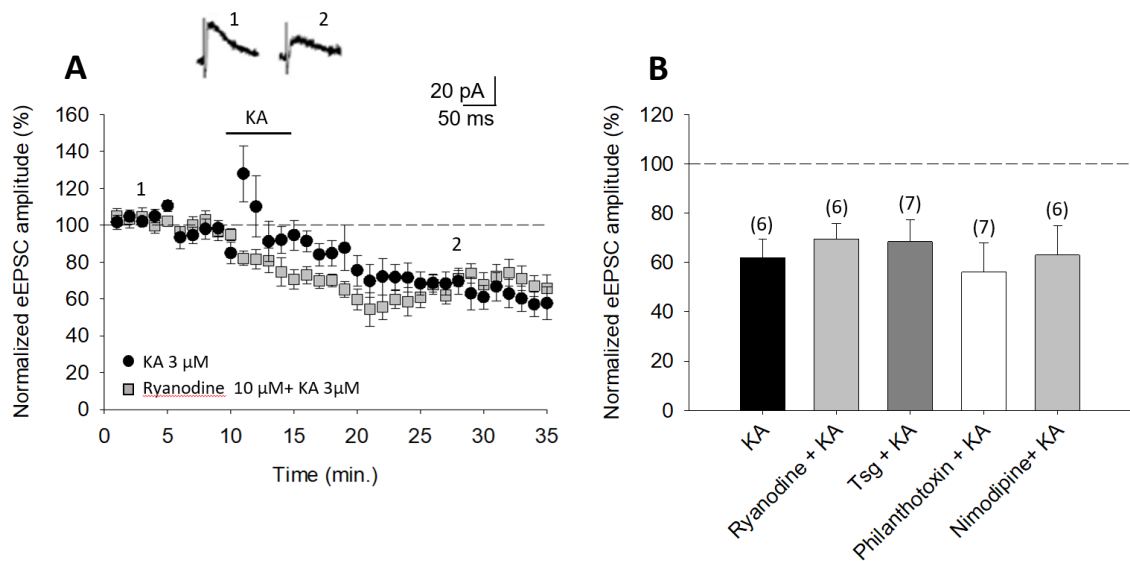 1 2
A
20 pA
50 ms
Normalized eEPSC amplitude (%)
160
140
120
100
80
60
40
20
0
KA
1
2
KA 3 µM
Ryanodine 10 µM+ KA 3µM
0 5 10 15 20 25 30 35
Time (min.)
B
Normalized eEPSC amplitude (%)
120
100
80
60
40
20
0
(6) (6) (7) (7) (6)
KA
Ryanodine + KA
Tsg + KA
Philanthotoxin + KA
Nimodipine+ KA